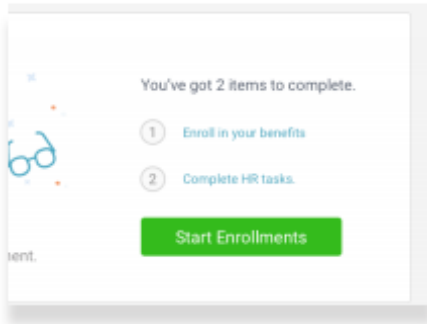 You've got 2 items to complete.
1 Enroll in your benefits
2 Complete HR tasks.
Start Enrollments